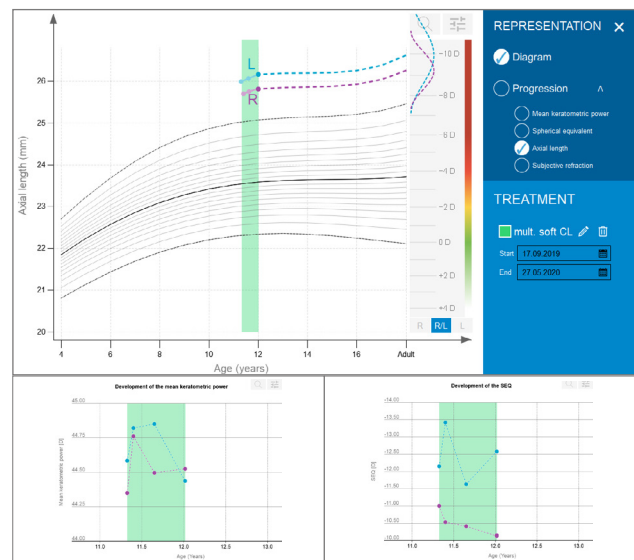 REPRESENTATION ×
Diagram
Progression
Mean keratometric power
Spherical equivalent
Axial length
Subjective refraction
TREATMENT
mult. soft CL
Start 17.09.2019
End 27.05.2020
Axial length (mm)
26
25
24
23
22
21
20
4 6 8 10 12 14 16 Adult
Age (years)
L
R
-10 D
-8 D
6 D
-4 D
-2 D
0 D
+2 D
+4 D
R R/L L
Development of the mean keratometric power
Mean keratometric power [D]
45.00
44.75
44.50
44.25
44.00
11.0 11.5 12.0 12.5 13.0
Age (Years)
Development of the SEQ
SEQ [D]
-14.00
-13.50
-13.00
-12.50
-12.00
-11.50
-11.00
-10.50
-10.00
11.0 11.5 12.0 12.5 13.0
Age (Years)